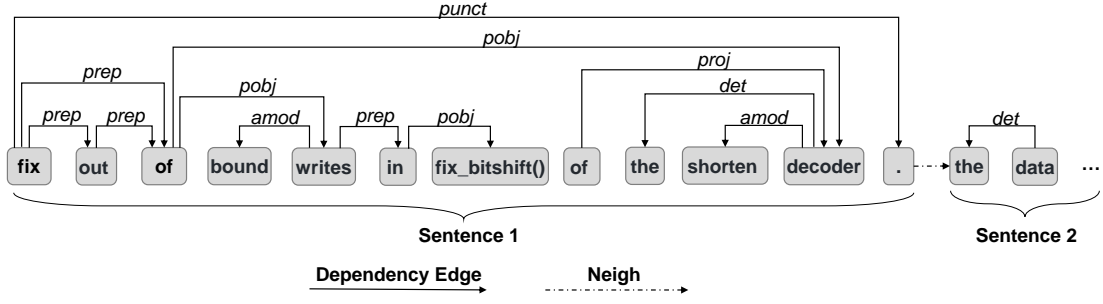 punct
pobj
prep proj
pobj det
prep prep amod prep pobj amod det
fix out of bound writes in fix_bitshift() of the shorten decoder . the data ...
Sentence 1 Sentence 2
Dependency Edge Neigh